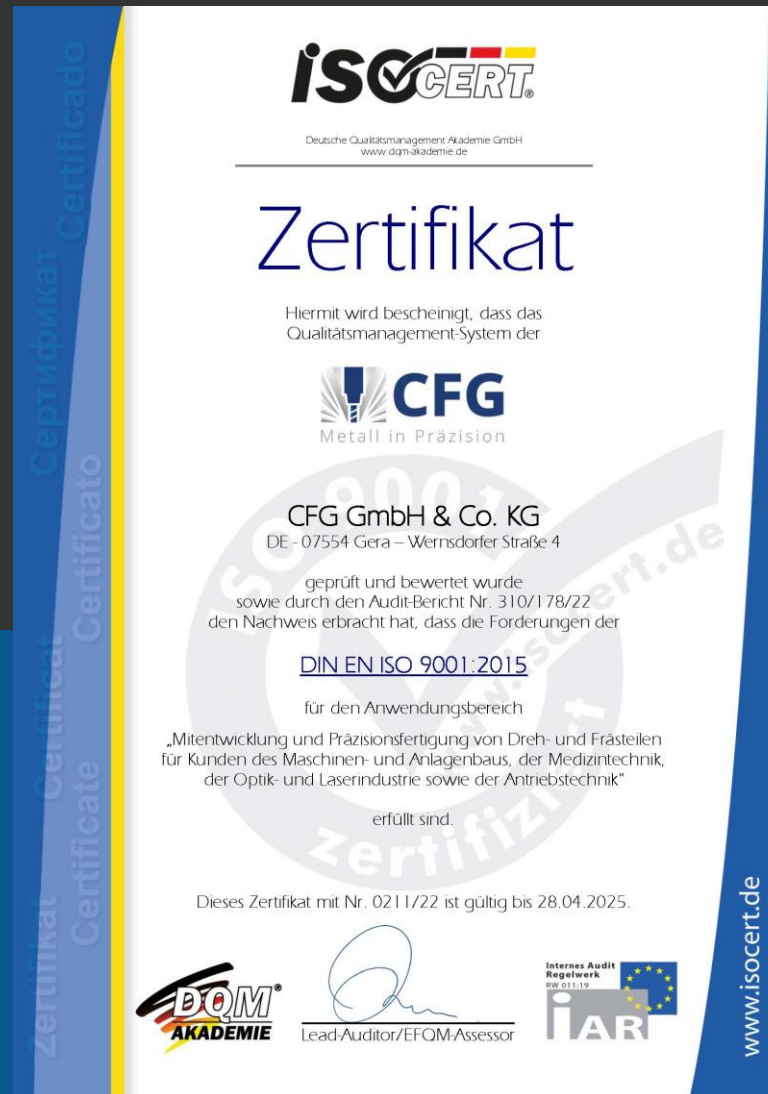 isoCERT®
Deutsche Qualitätsmanagement Akademie GmbH
www.dqm-akademie.de
Zertifikat
Hiermit wird bescheinigt, dass das
Qualitätsmanagement-System der
CFG
Metall in Präzision
CFG GmbH & Co. KG
DE - 07554 Gera – Wernsdorfer Straße 4
geprüft und bewertet wurde
sowie durch den Audit-Bericht Nr. 310/178/22
den Nachweis erbracht hat, dass die Forderungen der
DIN EN ISO 9001:2015
für den Anwendungsbereich
„Mitentwicklung und Präzisionsfertigung von Dreh- und Frästeilen
für Kunden des Maschinen- und Anlagenbaus, der Medizintechnik,
der Optik- und Laserindustrie sowie der Antriebstechnik"
erfüllt sind.
Dieses Zertifikat mit Nr. 0211/22 ist gültig bis 28.04.2025.
DQM®
AKADEMIE
Lead-Auditor/EFQM-Assessor
Internes Audit
Regelwerk
RW 011:19
IAR
www.isocert.de
ISO 9001
www.isocert.de
zertifiziert
Zertifikat
Certificate
Certificat
Certificato
Сертификат
Certificado